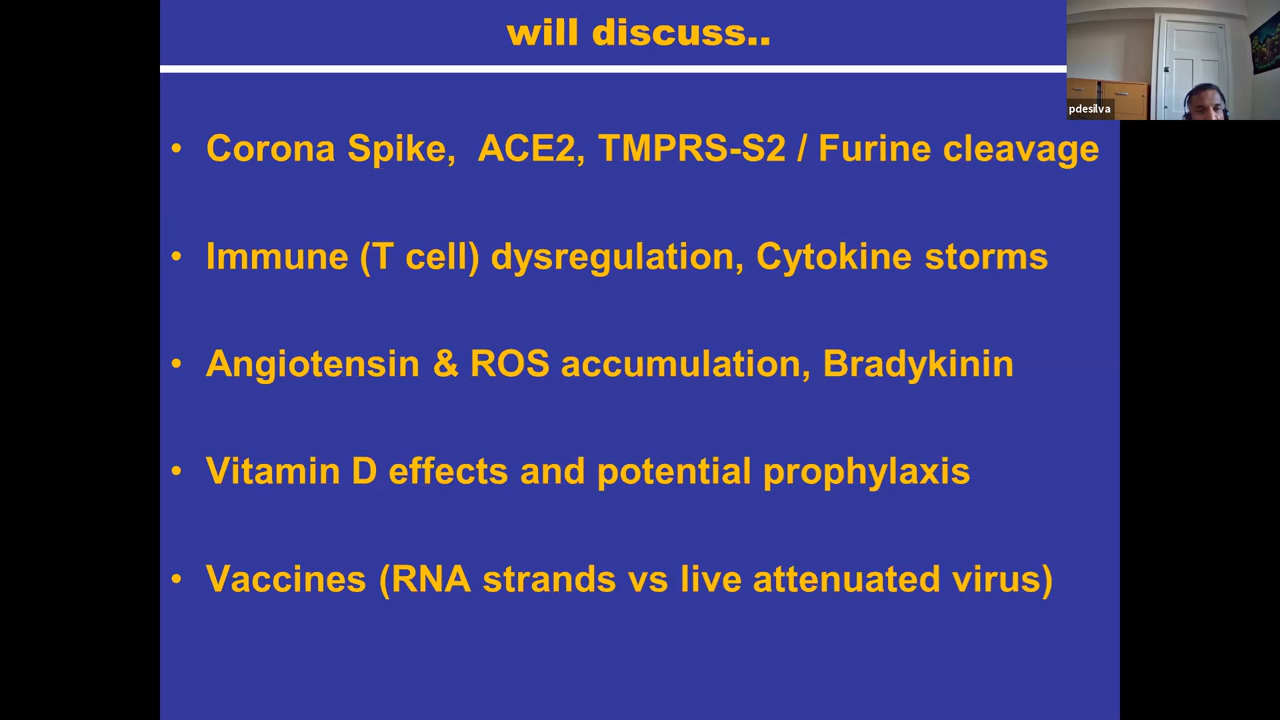 will discuss..
pdesilva
• Corona Spike, ACE2, TMPRS-S2 / Furine cleavage
• Immune (T cell) dysregulation, Cytokine storms
• Angiotensin & ROS accumulation, Bradykinin
• Vitamin D effects and potential prophylaxis
• Vaccines (RNA strands vs live attenuated virus)